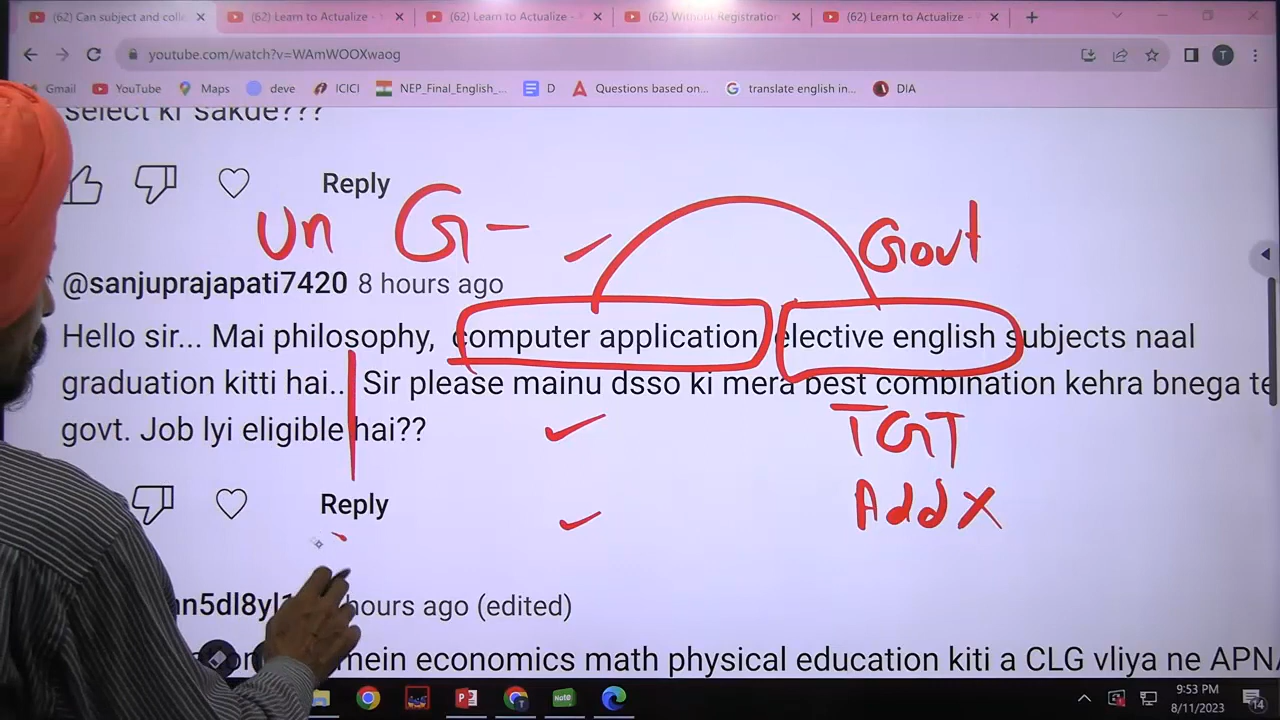 (62) Can subject and colle
(62) Learn to Actualize -
(62) Learn to Actualize -
(62) Without Registration
(62) Learn to Actualize -
youtube.com/watch?v=WAmWOOXwaog
T
Gmail
YouTube
Maps
deve
ICICI
NEP_Final_English_...
D
Questions based on...
translate english in...
DIA
select ki sakde???
Reply
Un G-
Govt
@sanjuprajapati7420 8 hours ago
Hello sir... Mai philosophy, computer application elective english subjects naal
graduation kitti hai.. Sir please mainu dsso ki mera best combination kehra bnega te
govt. Job lyi eligible hai??
TGT
Reply
Add X
hours ago (edited)
mein economics math physical education kiti a CLG vliya ne APNA
Note
9:53 PM
8/11/2023
14